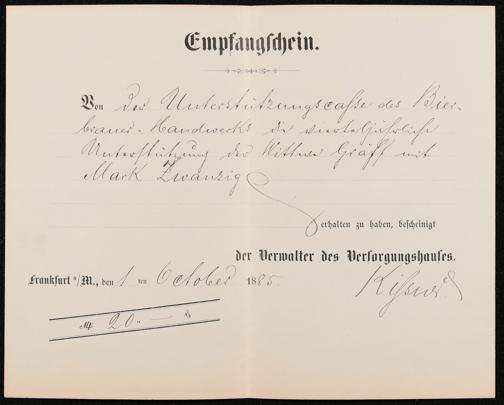 Empfangschein.
Von der Unterstützungscasse des Bier-
brauer-Handwerks die vierteljährliche
Unterstützung der Wittwe Gräff mit
Mark Zwanzig
erhalten zu haben, bescheinigt
der Verwalter des Versorgungshauses.
Frankfurt a/M., den 1 ten October 1885.
M 20.—